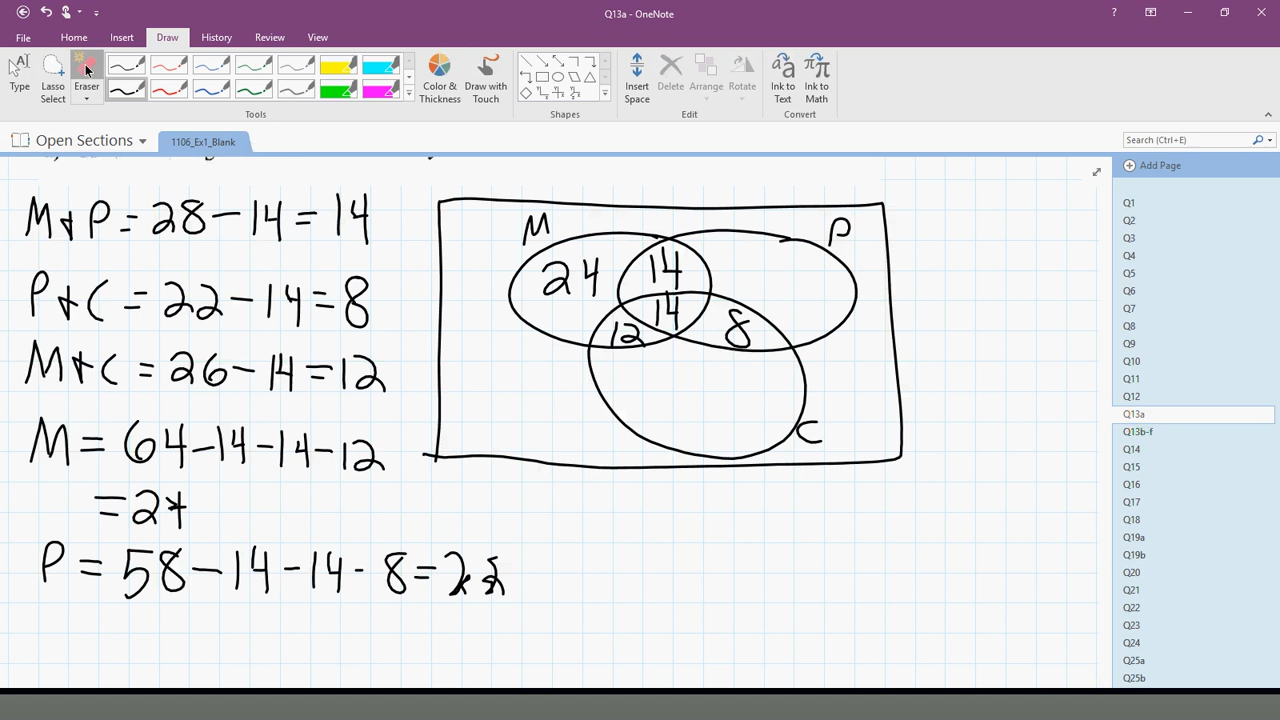 Q13a - OneNote
File Home Insert Draw History Review View
Type
Lasso Select
Eraser
Color & Thickness
Draw with Touch
Insert Space
Delete
Arrange
Rotate
Ink to Text
Ink to Math
Tools
Shapes
Edit
Convert
Open Sections
1106_Ex1_Blank
Search (Ctrl+E)
Add Page
M+P = 28 - 14 = 14
P+C = 22 - 14 = 8
M+C = 26 - 14 = 12
M = 64 - 14 - 14 - 12
= 24
P = 58 - 14 - 14 - 8 = 22
M
P
24
14
14
12
8
C
Q1
Q2
Q3
Q4
Q5
Q6
Q7
Q8
Q9
Q10
Q11
Q12
Q13a
Q13b-f
Q14
Q15
Q16
Q17
Q18
Q19a
Q19b
Q20
Q21
Q22
Q23
Q24
Q25a
Q25b